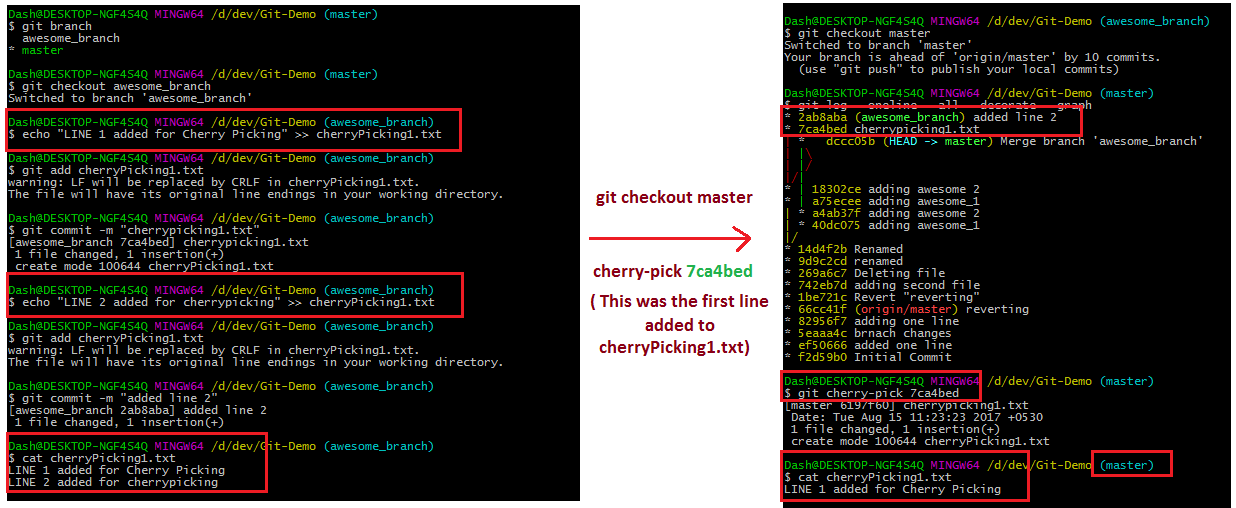 Dash@DESKTOP-NGF4S4Q MINGW64 /d/dev/Git-Demo (master)
$ git branch
  awesome_branch
* master
Dash@DESKTOP-NGF4S4Q MINGW64 /d/dev/Git-Demo (master)
$ git checkout awesome_branch
Switched to branch 'awesome_branch'
Dash@DESKTOP-NGF4S4Q MINGW64 /d/dev/Git-Demo (awesome_branch)
$ echo "LINE 1 added for Cherry Picking" >> cherryPicking1.txt
Dash@DESKTOP-NGF4S4Q MINGW64 /d/dev/Git-Demo (awesome_branch)
$ git add cherryPicking1.txt
warning: LF will be replaced by CRLF in cherryPicking1.txt.
The file will have its original line endings in your working directory.
Dash@DESKTOP-NGF4S4Q MINGW64 /d/dev/Git-Demo (awesome_branch)
$ git commit -m "cherrypicking1.txt"
[awesome_branch 7ca4bed] cherrypicking1.txt
 1 file changed, 1 insertion(+)
 create mode 100644 cherryPicking1.txt
Dash@DESKTOP-NGF4S4Q MINGW64 /d/dev/Git-Demo (awesome_branch)
$ echo "LINE 2 added for cherrypicking" >> cherryPicking1.txt
Dash@DESKTOP-NGF4S4Q MINGW64 /d/dev/Git-Demo (awesome_branch)
$ git add cherryPicking1.txt
warning: LF will be replaced by CRLF in cherryPicking1.txt.
The file will have its original line endings in your working directory.
Dash@DESKTOP-NGF4S4Q MINGW64 /d/dev/Git-Demo (awesome_branch)
$ git commit -m "added line 2"
[awesome_branch 2ab8aba] added line 2
 1 file changed, 1 insertion(+)
Dash@DESKTOP-NGF4S4Q MINGW64 /d/dev/Git-Demo (awesome_branch)
$ cat cherryPicking1.txt
LINE 1 added for Cherry Picking
LINE 2 added for cherrypicking
git checkout master
cherry-pick 7ca4bed
( This was the first line
added to
cherryPicking1.txt)
Dash@DESKTOP-NGF4S4Q MINGW64 /d/dev/Git-Demo (awesome_branch)
$ git checkout master
Switched to branch 'master'
Your branch is ahead of 'origin/master' by 10 commits.
  (use "git push" to publish your local commits)
Dash@DESKTOP-NGF4S4Q MINGW64 /d/dev/Git-Demo (master)
$ git log --oneline --all --decorate --graph
* 2ab8aba (awesome_branch) added line 2
* 7ca4bed cherrypicking1.txt
| *   dccc05b (HEAD -> master) Merge branch 'awesome_branch'
| |\
| |/
|/|
* | 18302ce adding awesome 2
* | a75ecee adding awesome_1
| * a4ab37f adding awesome 2
| * 40dc075 adding awesome_1
|/
* 14d4f2b Renamed
* 9d9c2cd renamed
* 269a6c7 Deleting file
* 742eb7d adding second file
* 1be721c Revert "reverting"
* 66cc41f (origin/master) reverting
* 82956f7 adding one line
* 5eaaa4c brnach changes
* ef50666 added one line
* f2d59b0 Initial Commit
Dash@DESKTOP-NGF4S4Q MINGW64 /d/dev/Git-Demo (master)
$ git cherry-pick 7ca4bed
[master 6197f60] cherrypicking1.txt
 Date: Tue Aug 15 11:23:23 2017 +0530
 1 file changed, 1 insertion(+)
 create mode 100644 cherryPicking1.txt
Dash@DESKTOP-NGF4S4Q MINGW64 /d/dev/Git-Demo (master)
$ cat cherryPicking1.txt
LINE 1 added for Cherry Picking